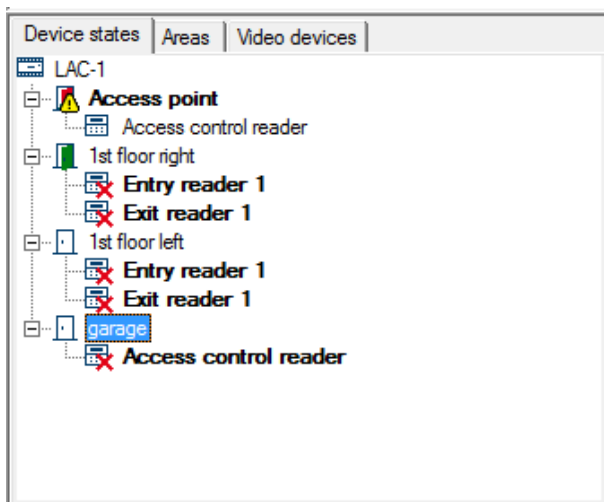 Device states Areas Video devices
LAC-1
Access point
Access control reader
1st floor right
Entry reader 1
Exit reader 1
1st floor left
Entry reader 1
Exit reader 1
garage
Access control reader